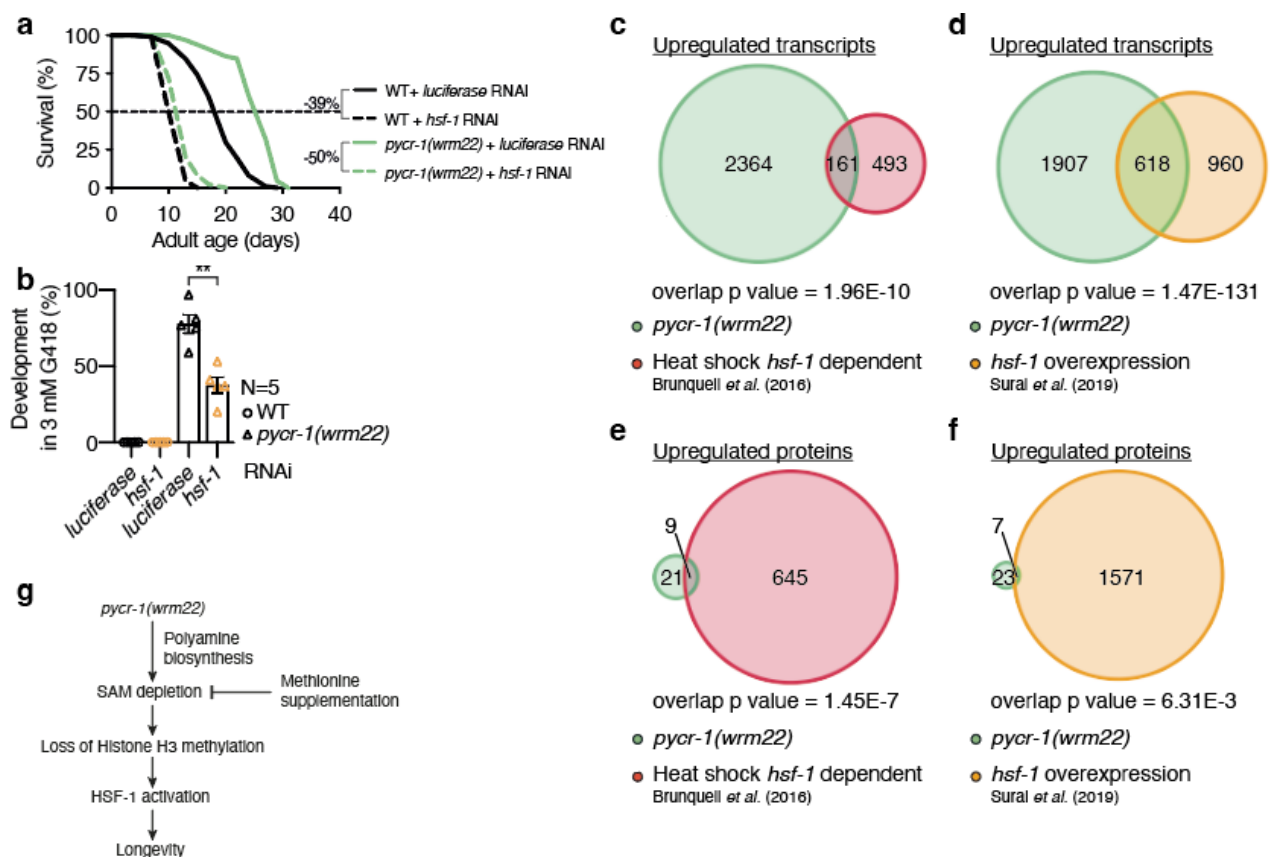 a
Survival (%)
100
75
50
25
0
0 10 20 30 40
Adult age (days)
-39%
-50%
WT+ luciferase RNAi
WT + hsf-1 RNAi
pycr-1(wrm22) + luciferase RNAi
pycr-1(wrm22) + hsf-1 RNAi
b
Development
in 3 mM G418 (%)
100
50
0
**
N=5
WT
pycr-1(wrm22)
luciferase
hsf-1
luciferase
hsf-1
RNAi
c
Upregulated transcripts
2364 161 493
overlap p value = 1.96E-10
pycr-1(wrm22)
Heat shock hsf-1 dependent
Brunquell et al. (2016)
d
Upregulated transcripts
1907 618 960
overlap p value = 1.47E-131
pycr-1(wrm22)
hsf-1 overexpression
Sural et al. (2019)
e
Upregulated proteins
9
21 645
overlap p value = 1.45E-7
pycr-1(wrm22)
Heat shock hsf-1 dependent
Brunquell et al. (2016)
f
Upregulated proteins
7
23 1571
overlap p value = 6.31E-3
pycr-1(wrm22)
hsf-1 overexpression
Sural et al. (2019)
g
pycr-1(wrm22)
Polyamine
biosynthesis
SAM depletion
Methionine
supplementation
Loss of Histone H3 methylation
HSF-1 activation
Longevity